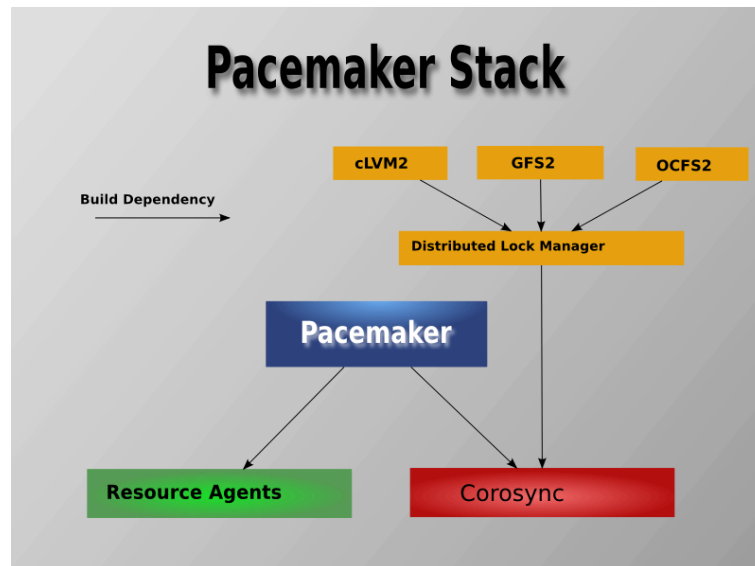 Pacemaker Stack
cLVM2
GFS2
OCFS2
Build Dependency
Distributed Lock Manager
Pacemaker
Resource Agents
Corosync